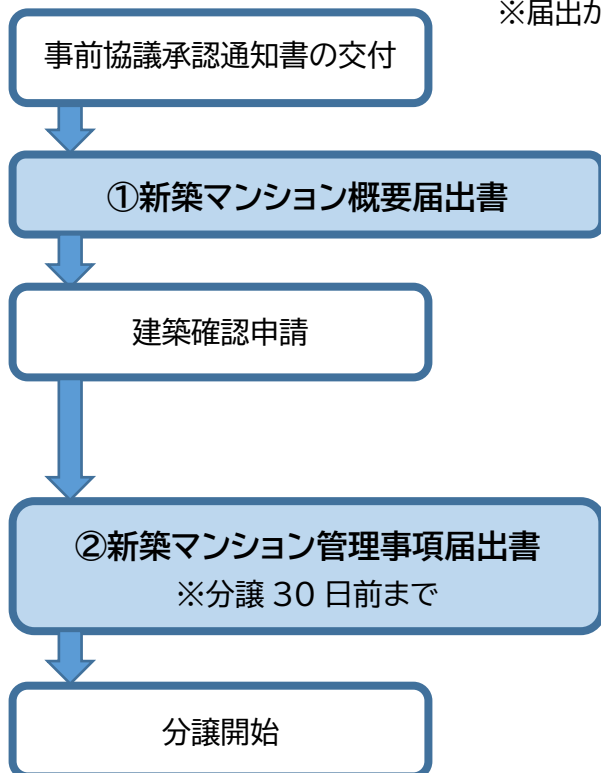 ※届出が
事前協議承認通知書の交付
①新築マンション概要届出書
建築確認申請
②新築マンション管理事項届出書
※分譲 30 日前まで
分譲開始